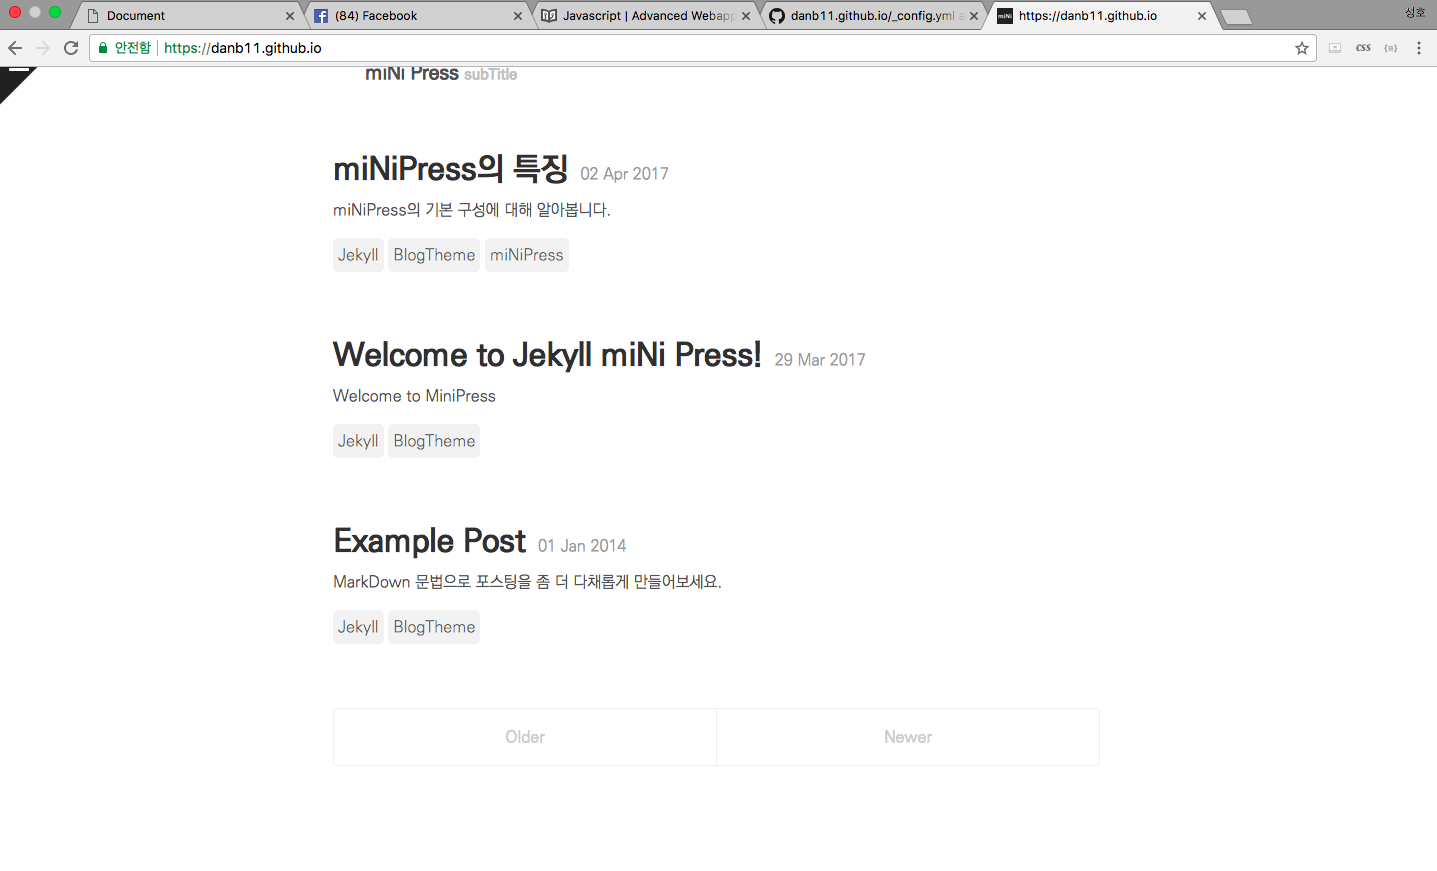 Document
(84) Facebook
Javascript | Advanced Webapp
danb11.github.io/_config.yml a
miNi https://danb11.github.io
성호
안전함 https://danb11.github.io
css
miNi Press subTitle
miNiPress의 특징 02 Apr 2017
miNiPress의 기본 구성에 대해 알아봅니다.
Jekyll BlogTheme miNiPress
Welcome to Jekyll miNi Press! 29 Mar 2017
Welcome to MiniPress
Jekyll BlogTheme
Example Post 01 Jan 2014
MarkDown 문법으로 포스팅을 좀 더 다채롭게 만들어보세요.
Jekyll BlogTheme
Older Newer